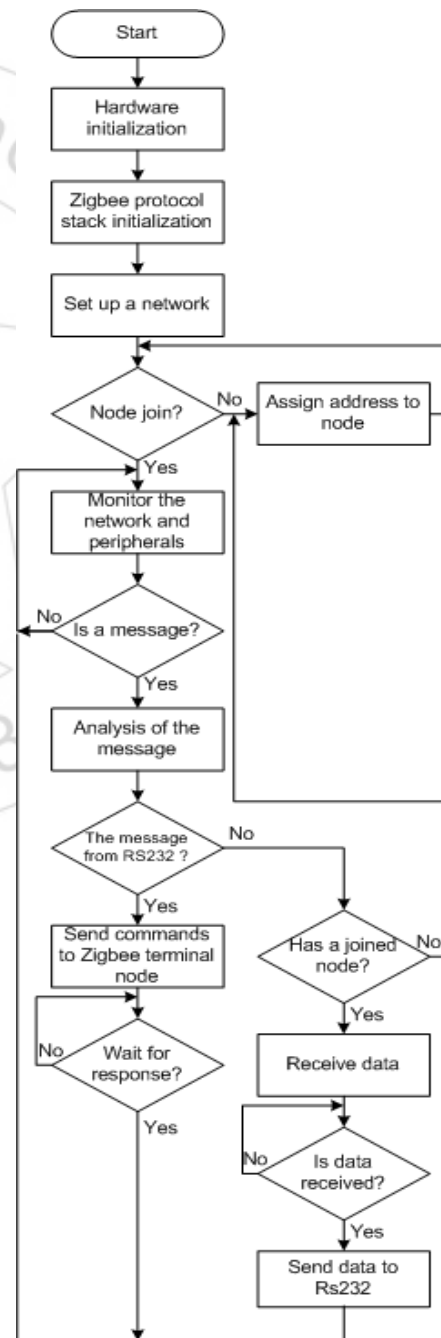 Start
Hardware
initialization
Zigbee protocol
stack initialization
Set up a network
Node join?
No
Assign address to
node
Yes
Monitor the
network and
peripherals
No
Is a message?
Yes
Analysis of the
message
The message
from RS232 ?
No
Yes
Send commands
to Zigbee terminal
node
Has a joined
node?
No
Yes
No
Wait for
response?
Receive data
Yes
No
Is data
received?
Yes
Send data to
Rs232